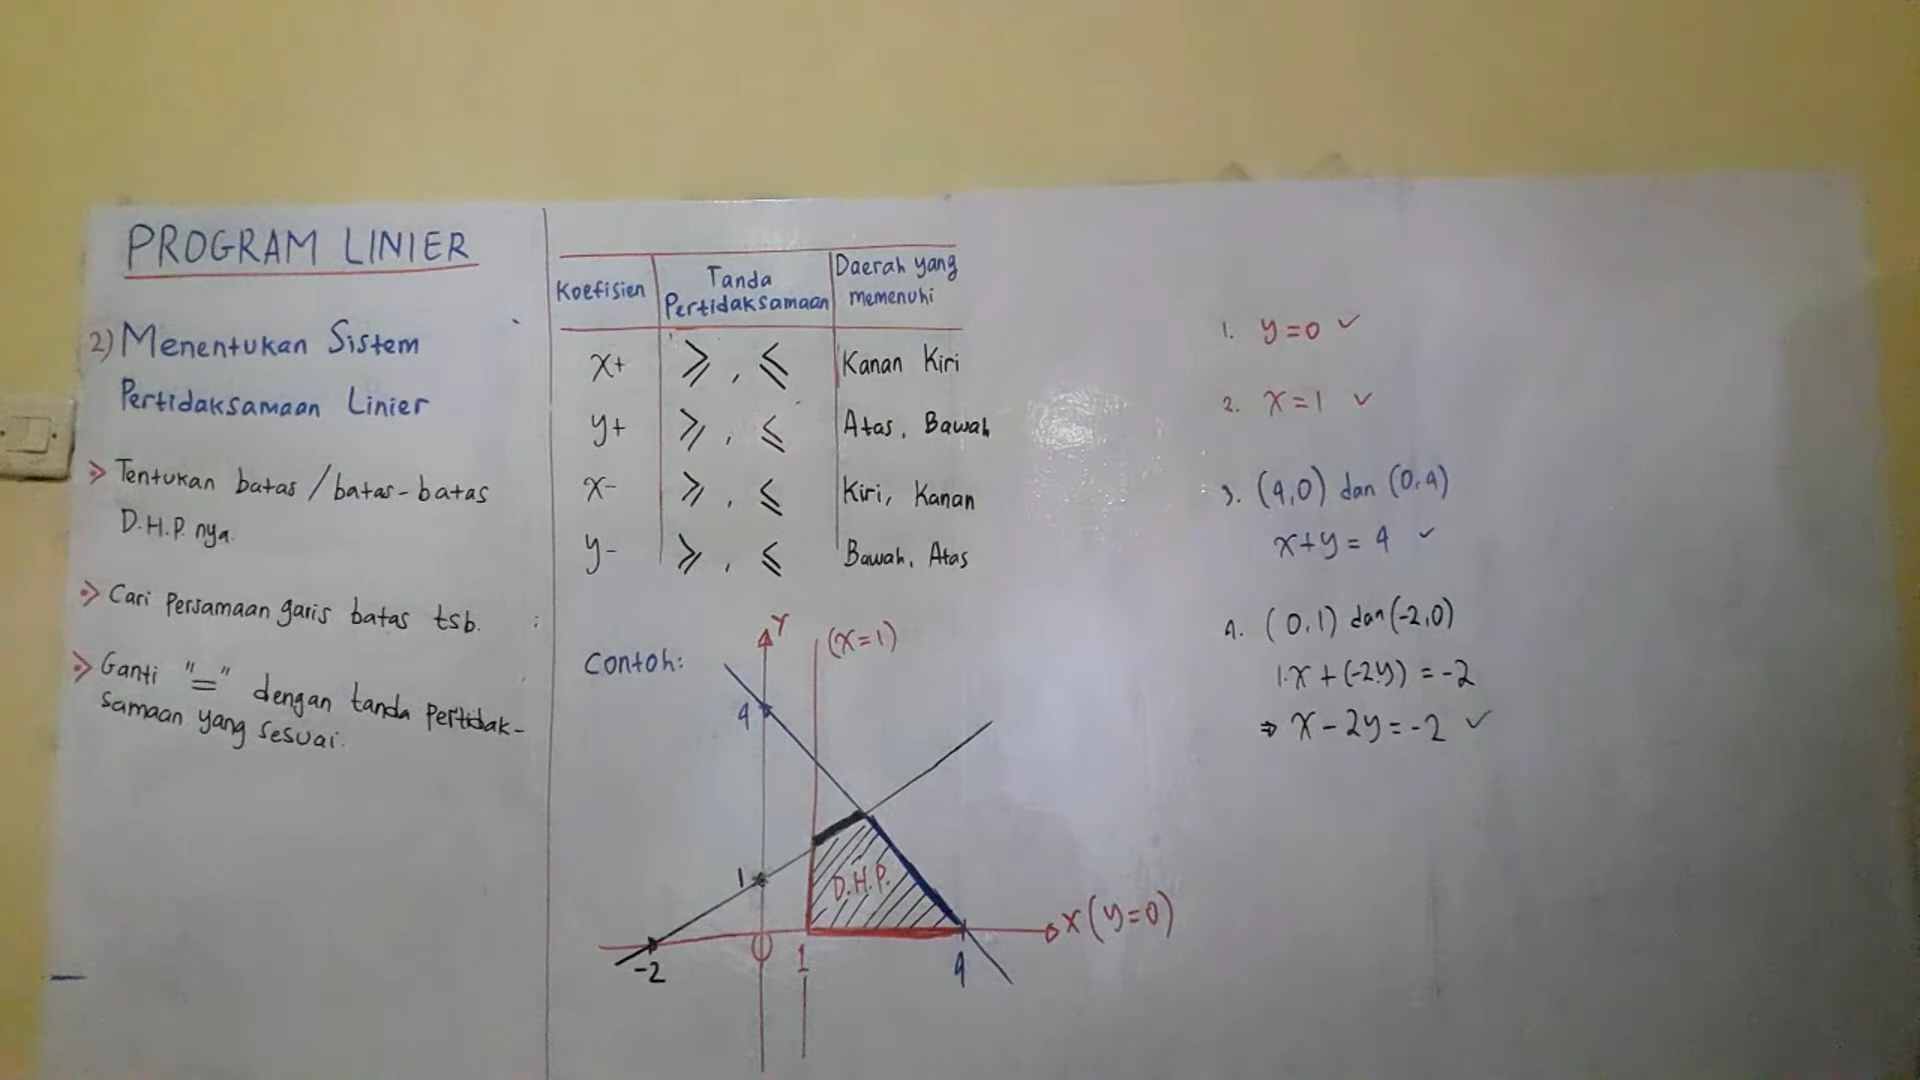 PROGRAM LINIER
2) Menentukan Sistem
Pertidaksamaan Linier
Tentukan batas / batas-batas
D.H.P. nya.
Cari persamaan garis batas tsb.
Ganti "=" dengan tanda pertidak-
samaan yang sesuai.
Koefisien Tanda Pertidaksamaan Daerah yang memenuhi
x+ ⩾ , ⩽ Kanan Kiri
y+ ⩾ , ⩽ Atas, Bawah
x- ⩾ , ⩽ Kiri, Kanan
y- ⩾ , ⩽ Bawah, Atas
Contoh:
Y
(x=1)
4
1
D.H.P.
x (y=0)
-2
0
1
4
1. y=0 ✓
2. x=1 ✓
3. (4,0) dan (0,4)
x+y = 4 ✓
4. (0,1) dan (-2,0)
1.x + (-2.y) = -2
⇒ x - 2y = -2 ✓